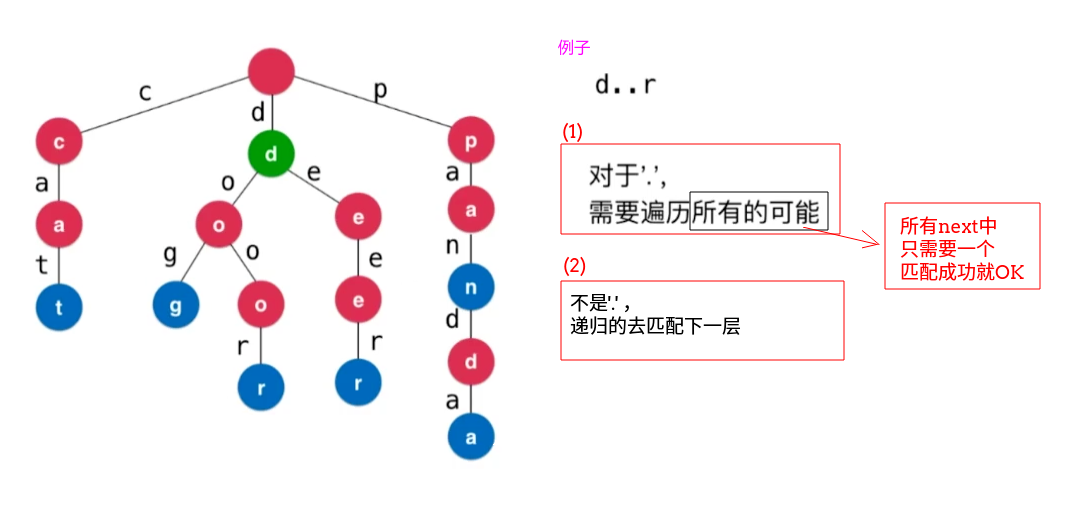 例子
d..r
c
d
p
(1)
c
d
p
对于'.',
需要遍历所有的可能
a
o
e
a
a
o
e
a
所有next中
只需要一个
匹配成功就OK
t
g
o
e
n
(2)
t
g
o
e
n
不是'.',
递归的去匹配下一层
r
r
d
r
r
d
a
a